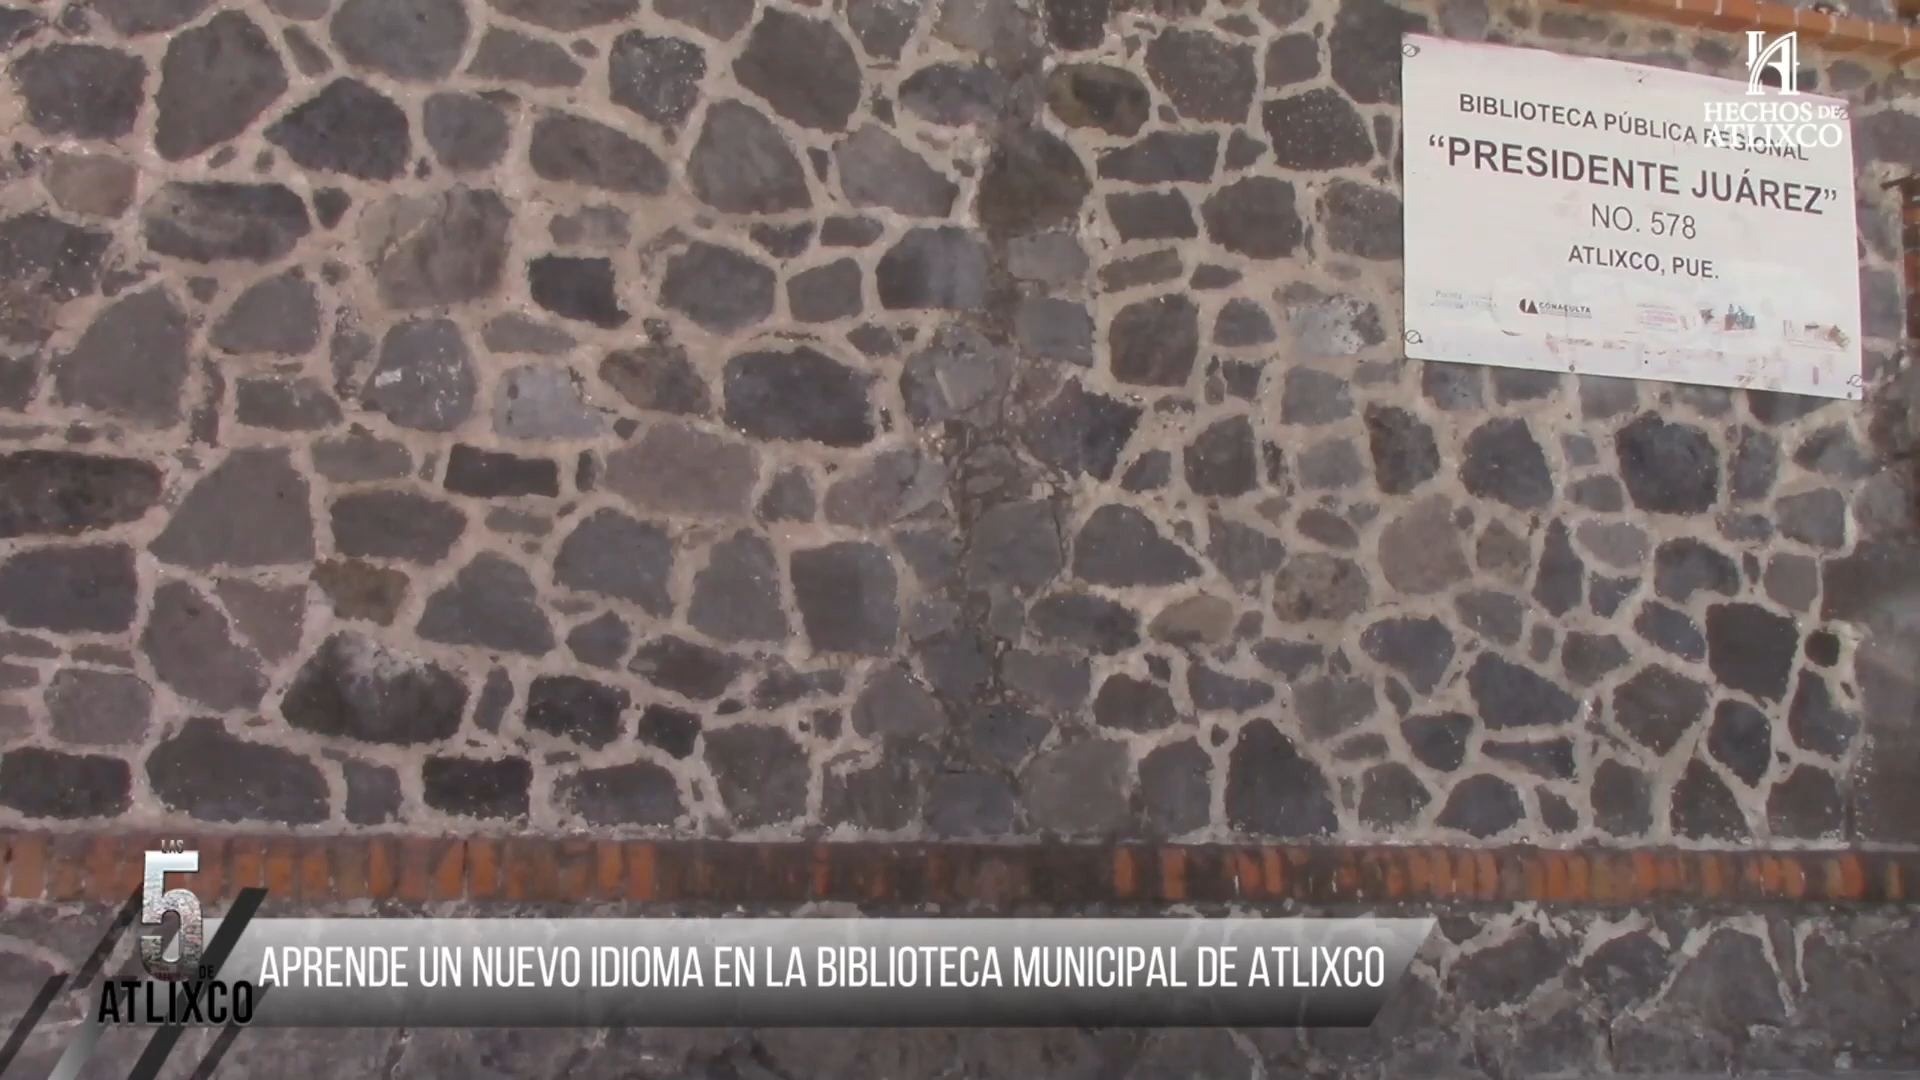 HECHOS DE
ATLIXCO
BIBLIOTECA PÚBLICA REGIONAL
“PRESIDENTE JUÁREZ”
NO. 578
ATLIXCO, PUE.
CONACULTA
LAS
5
DE
ATLIXCO
APRENDE UN NUEVO IDIOMA EN LA BIBLIOTECA MUNICIPAL DE ATLIXCO